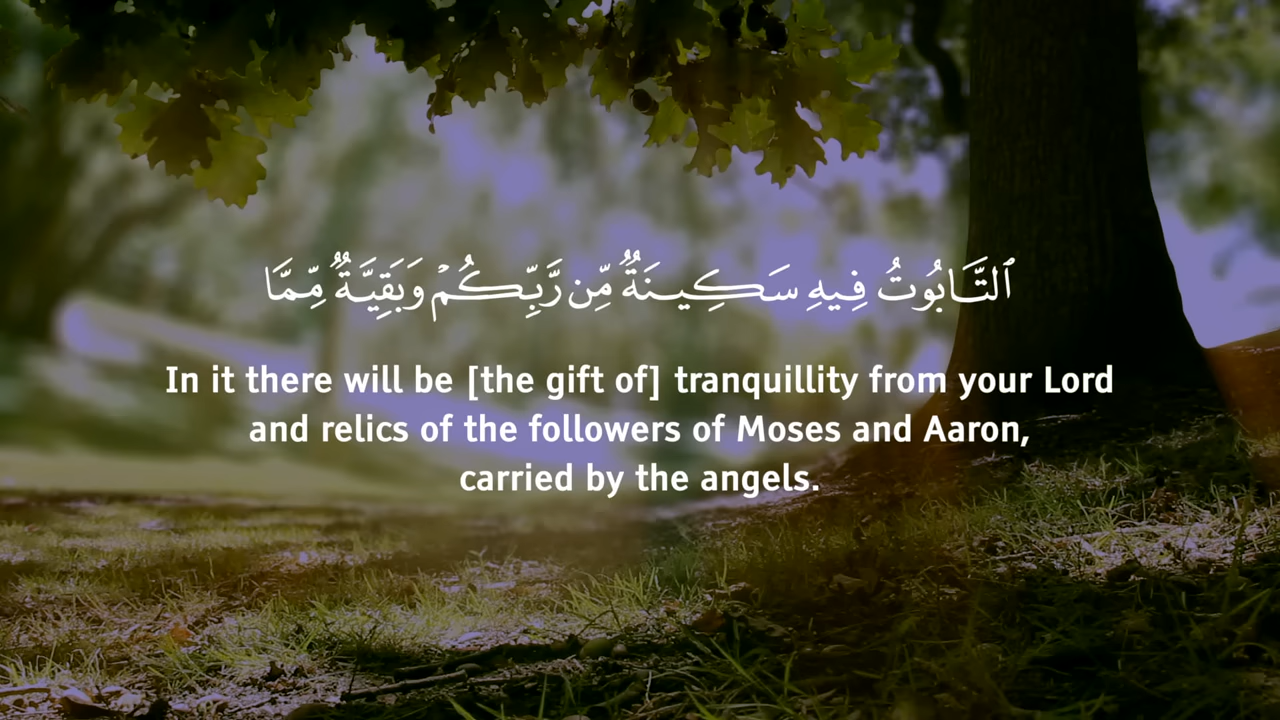 ٱلتَّابُوتُ فِيهِ سَكِينَةٌ مِّن رَّبِّكُمْ وَبَقِيَّةٌ مِّمَّا
In it there will be [the gift of] tranquillity from your Lord
and relics of the followers of Moses and Aaron,
carried by the angels.